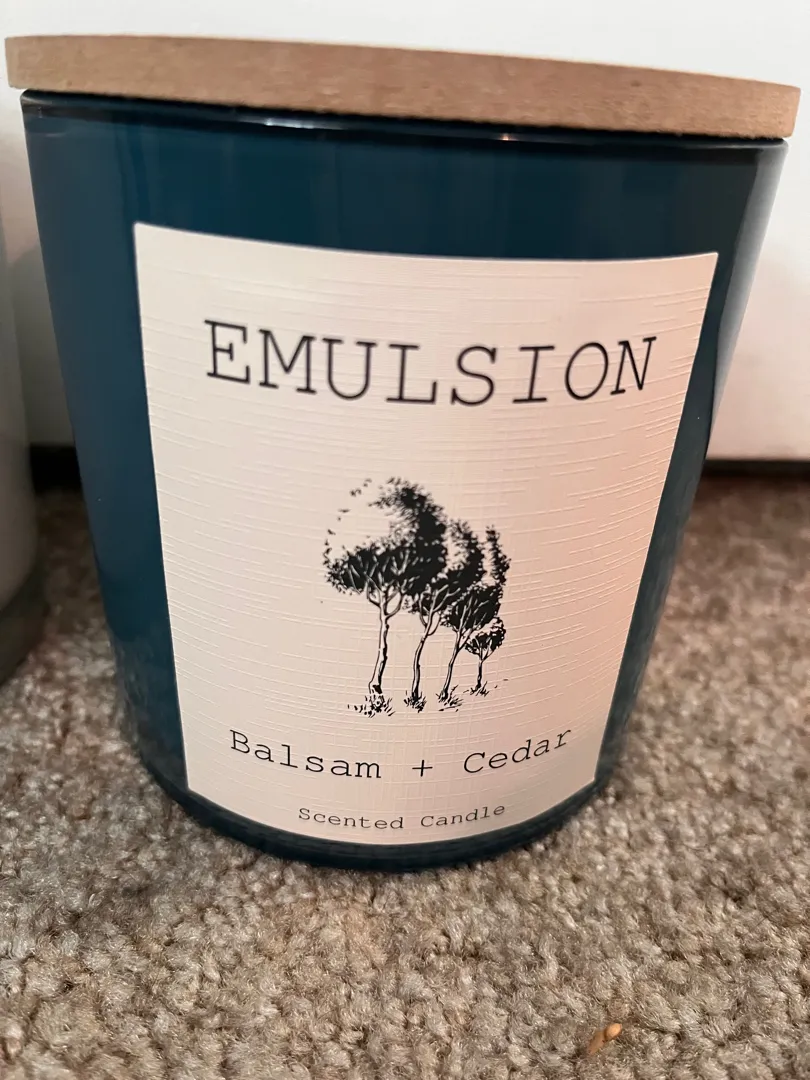 EMULSION
Balsam + Cedar
Scented Candle